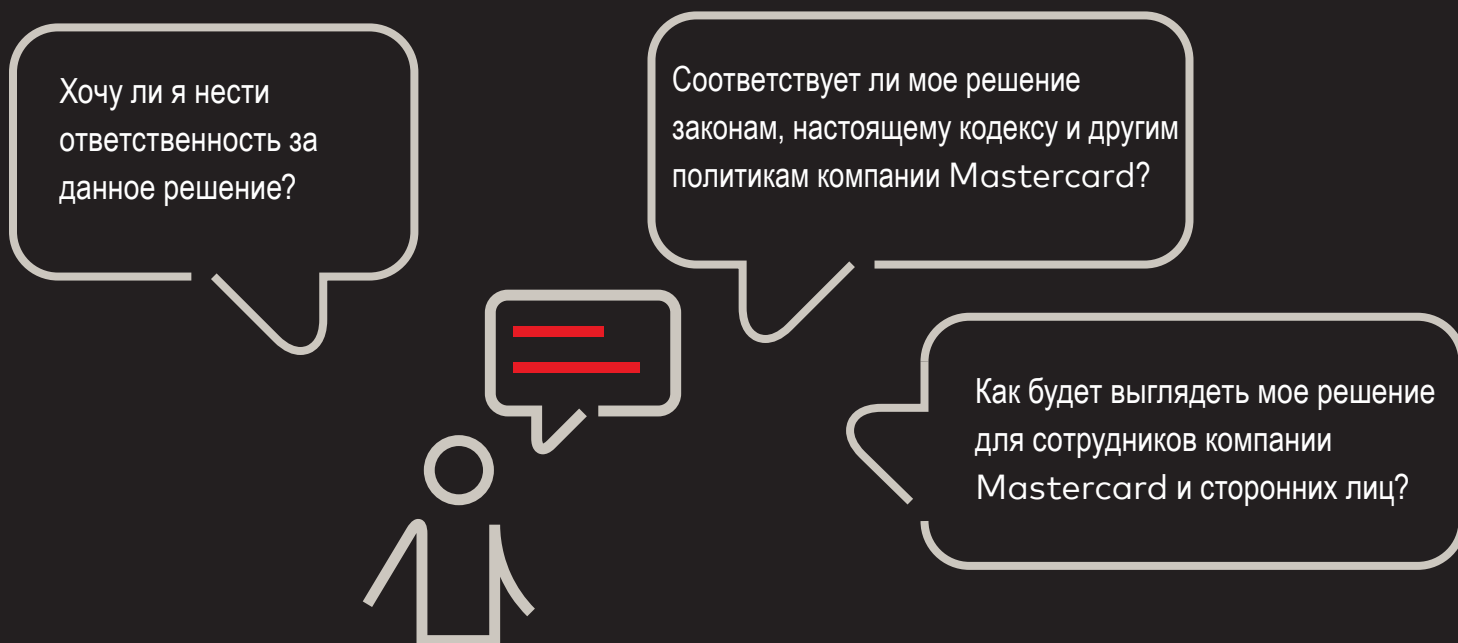 Хочу ли я нести
ответственность за
данное решение?
Соответствует ли мое решение
законам, настоящему кодексу и другим
политикам компании Mastercard?
Как будет выглядеть мое решение
для сотрудников компании
Mastercard и сторонних лиц?